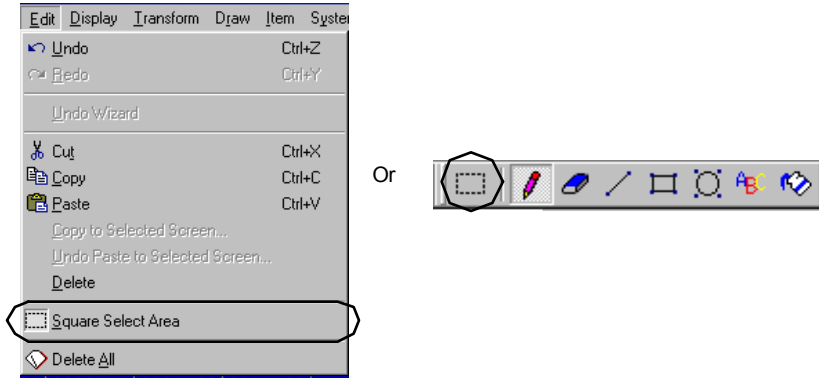 Edit Display Transform Draw Item Syste
Undo Ctrl+Z
Redo Ctrl+Y
Undo Wizard
Cut Ctrl+X
Copy Ctrl+C
Paste Ctrl+V
Copy to Selected Screen...
Undo Paste to Selected Screen...
Delete
Square Select Area
Delete All
Or
ABC